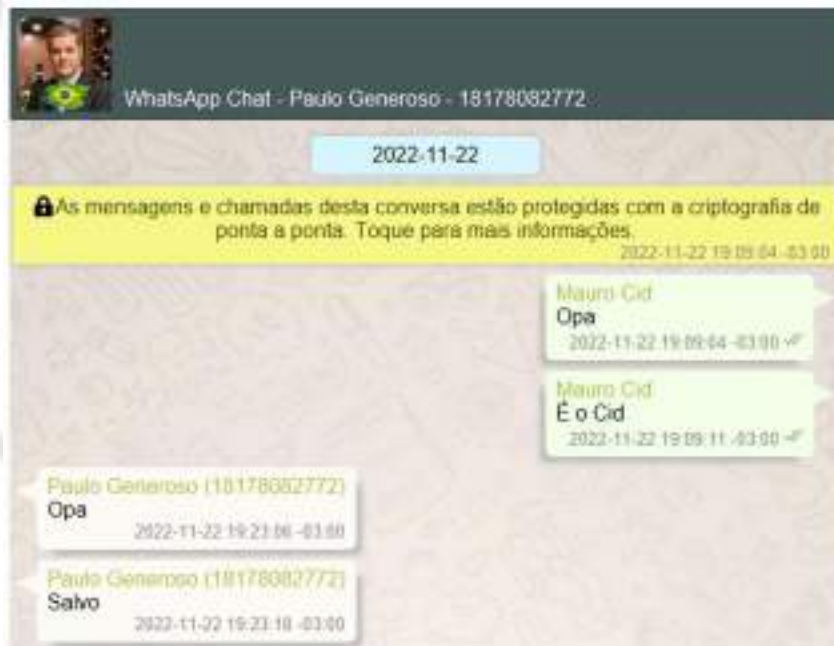 WhatsApp Chat - Paulo Generoso - 18178082772
2022-11-22
As mensagens e chamadas desta conversa estão protegidas com a criptografia de
ponta a ponta. Toque para mais informações.
2022-11-22 19:09:04 -03:00
Mauro Cid
Opa
2022-11-22 19:09:04 -03:00
Mauro Cid
É o Cid
2022-11-22 19:09:11 -03:00
Paulo Generoso (18178082772)
Opa
2022-11-22 19:23:06 -03:00
Paulo Generoso (18178082772)
Salvo
2022-11-22 19:23:18 -03:00